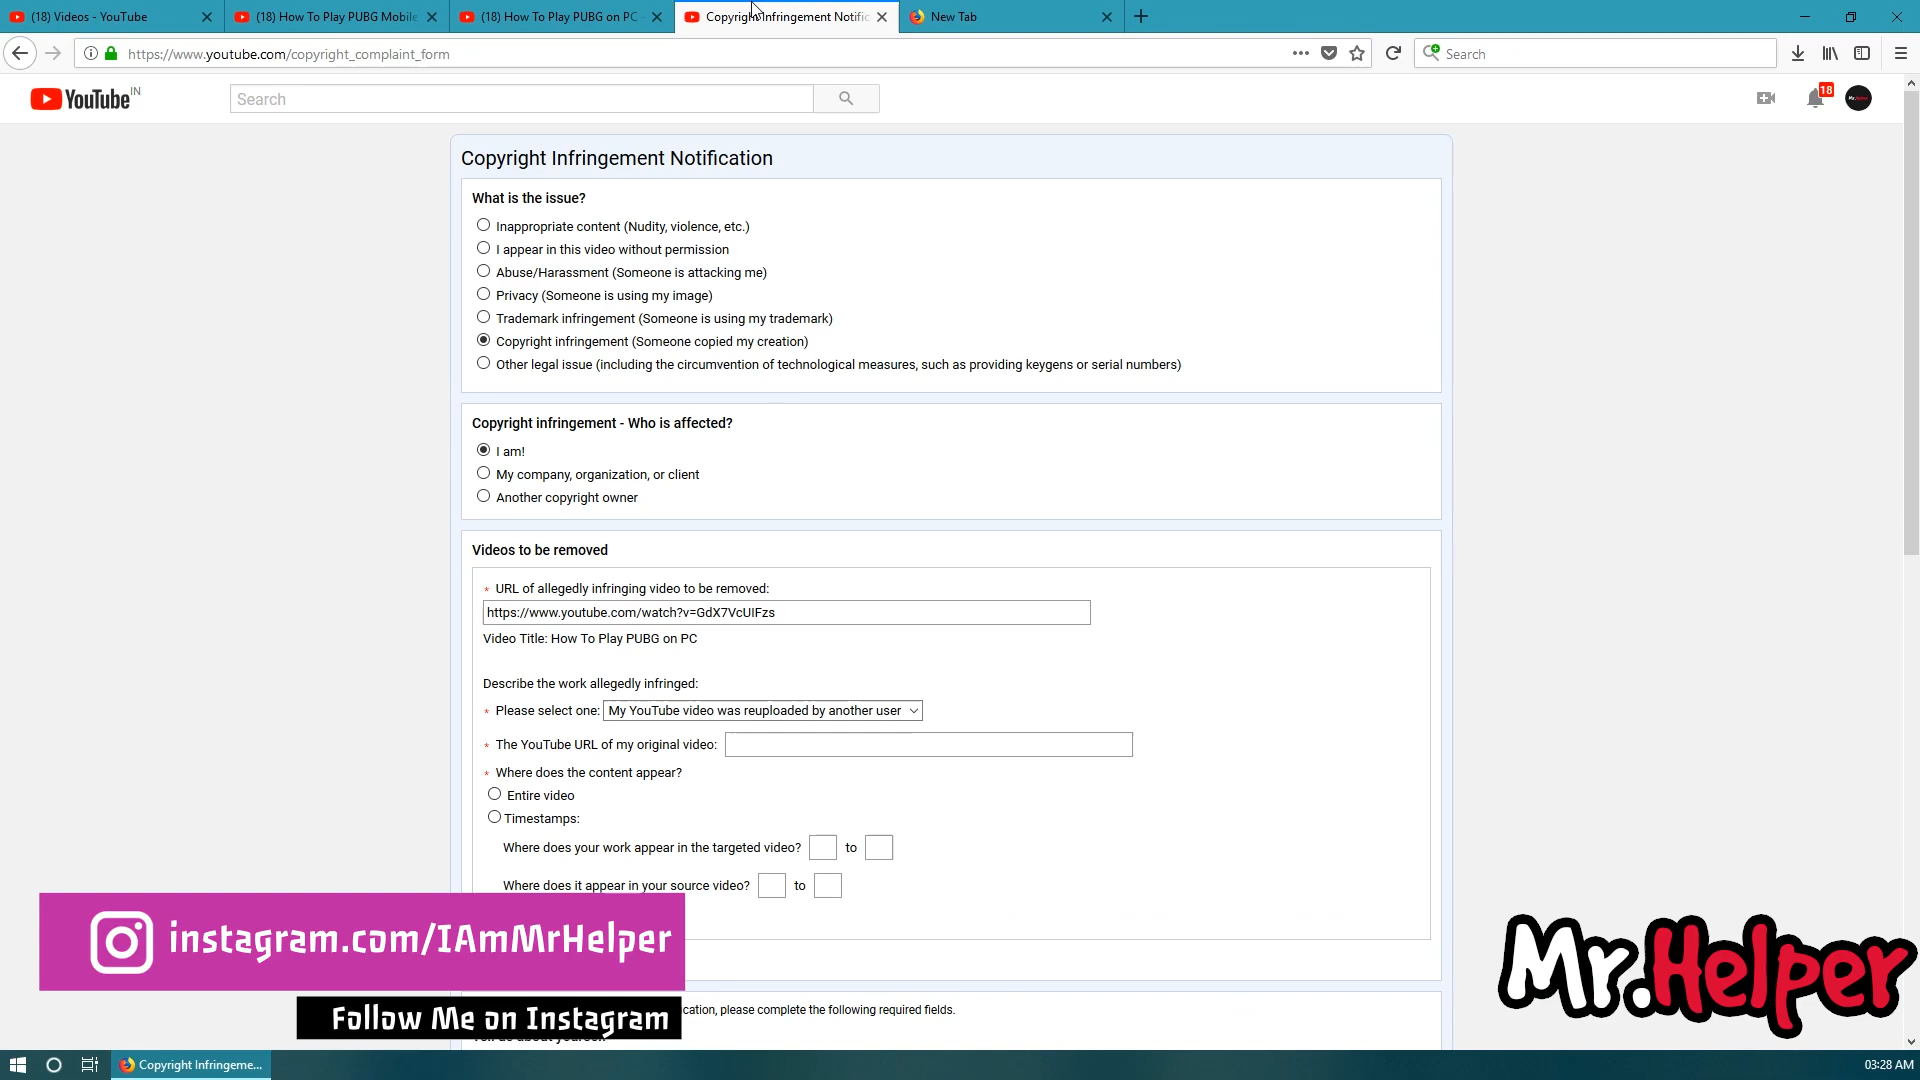 (18) Videos - YouTube
(18) How To Play PUBG Mobile
(18) How To Play PUBG on PC -
Copyright Infringement Notific
New Tab
https://www.youtube.com/copyright_complaint_form
Search
YouTube IN
Search
18
Copyright Infringement Notification
What is the issue?
Inappropriate content (Nudity, violence, etc.)
I appear in this video without permission
Abuse/Harassment (Someone is attacking me)
Privacy (Someone is using my image)
Trademark infringement (Someone is using my trademark)
Copyright infringement (Someone copied my creation)
Other legal issue (including the circumvention of technological measures, such as providing keygens or serial numbers)
Copyright infringement - Who is affected?
I am!
My company, organization, or client
Another copyright owner
Videos to be removed
* URL of allegedly infringing video to be removed:
https://www.youtube.com/watch?v=GdX7VcUIFzs
Video Title: How To Play PUBG on PC
Describe the work allegedly infringed:
* Please select one: My YouTube video was reuploaded by another user
* The YouTube URL of my original video:
* Where does the content appear?
Entire video
Timestamps:
Where does your work appear in the targeted video? to
Where does it appear in your source video? to
instagram.com/IAmMrHelper
Follow Me on Instagram
cation, please complete the following required fields.
Mr.Helper
Copyright Infringeme...
03:28 AM